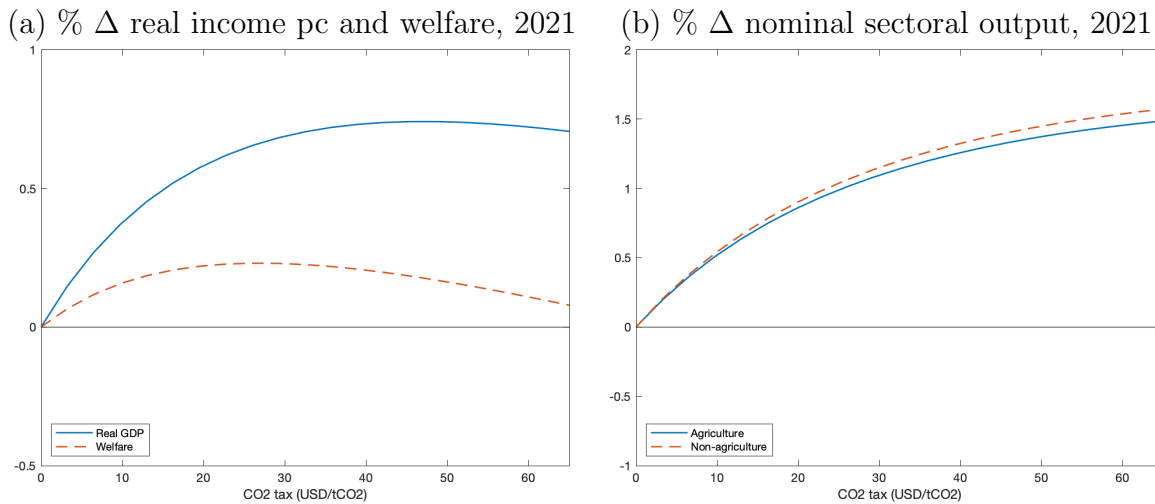 (a) % Δ real income pc and welfare, 2021
1
0.5
0
-0.5
Real GDP
Welfare
0 10 20 30 40 50 60
CO2 tax (USD/tCO2)
(b) % Δ nominal sectoral output, 2021
2
1.5
1
0.5
0
-0.5
-1
Agriculture
Non-agriculture
0 10 20 30 40 50 60
CO2 tax (USD/tCO2)